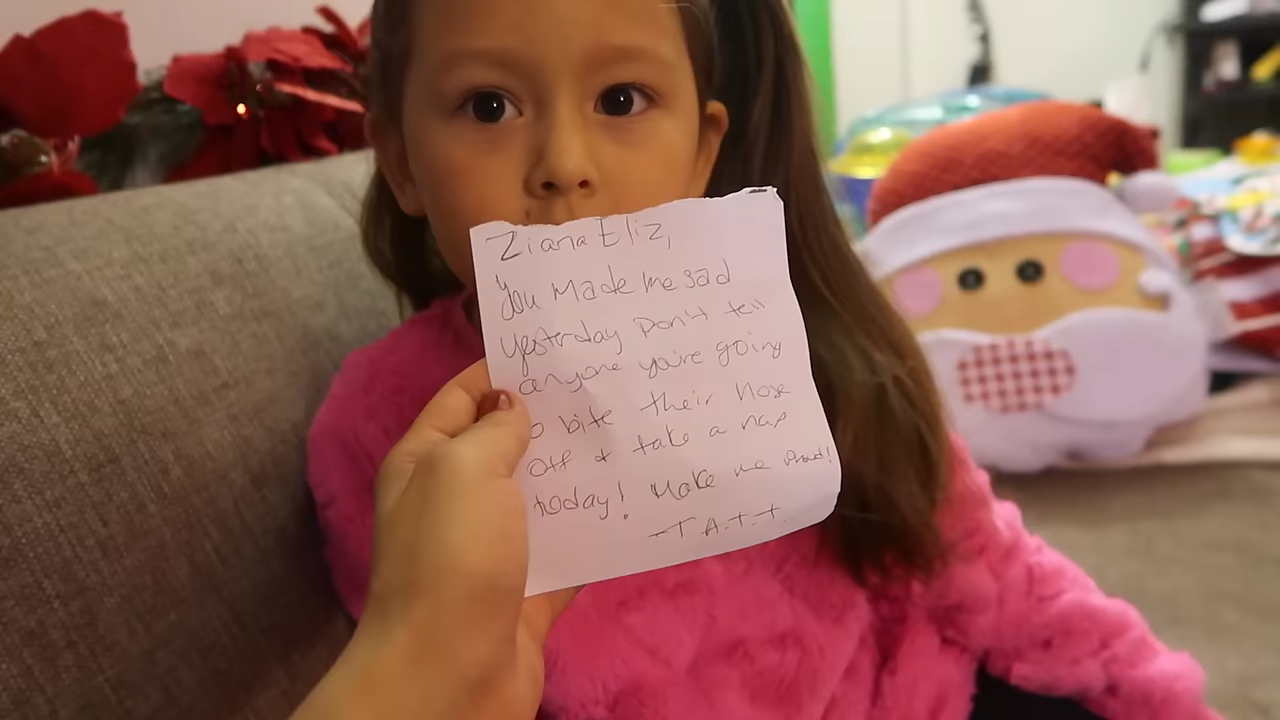 Ziana Eliz,
You Made me sad
yesterday Don't tell
anyone you're going
o bite their nose
off & take a nap
today! Make me proud!
-T.A.T.T.